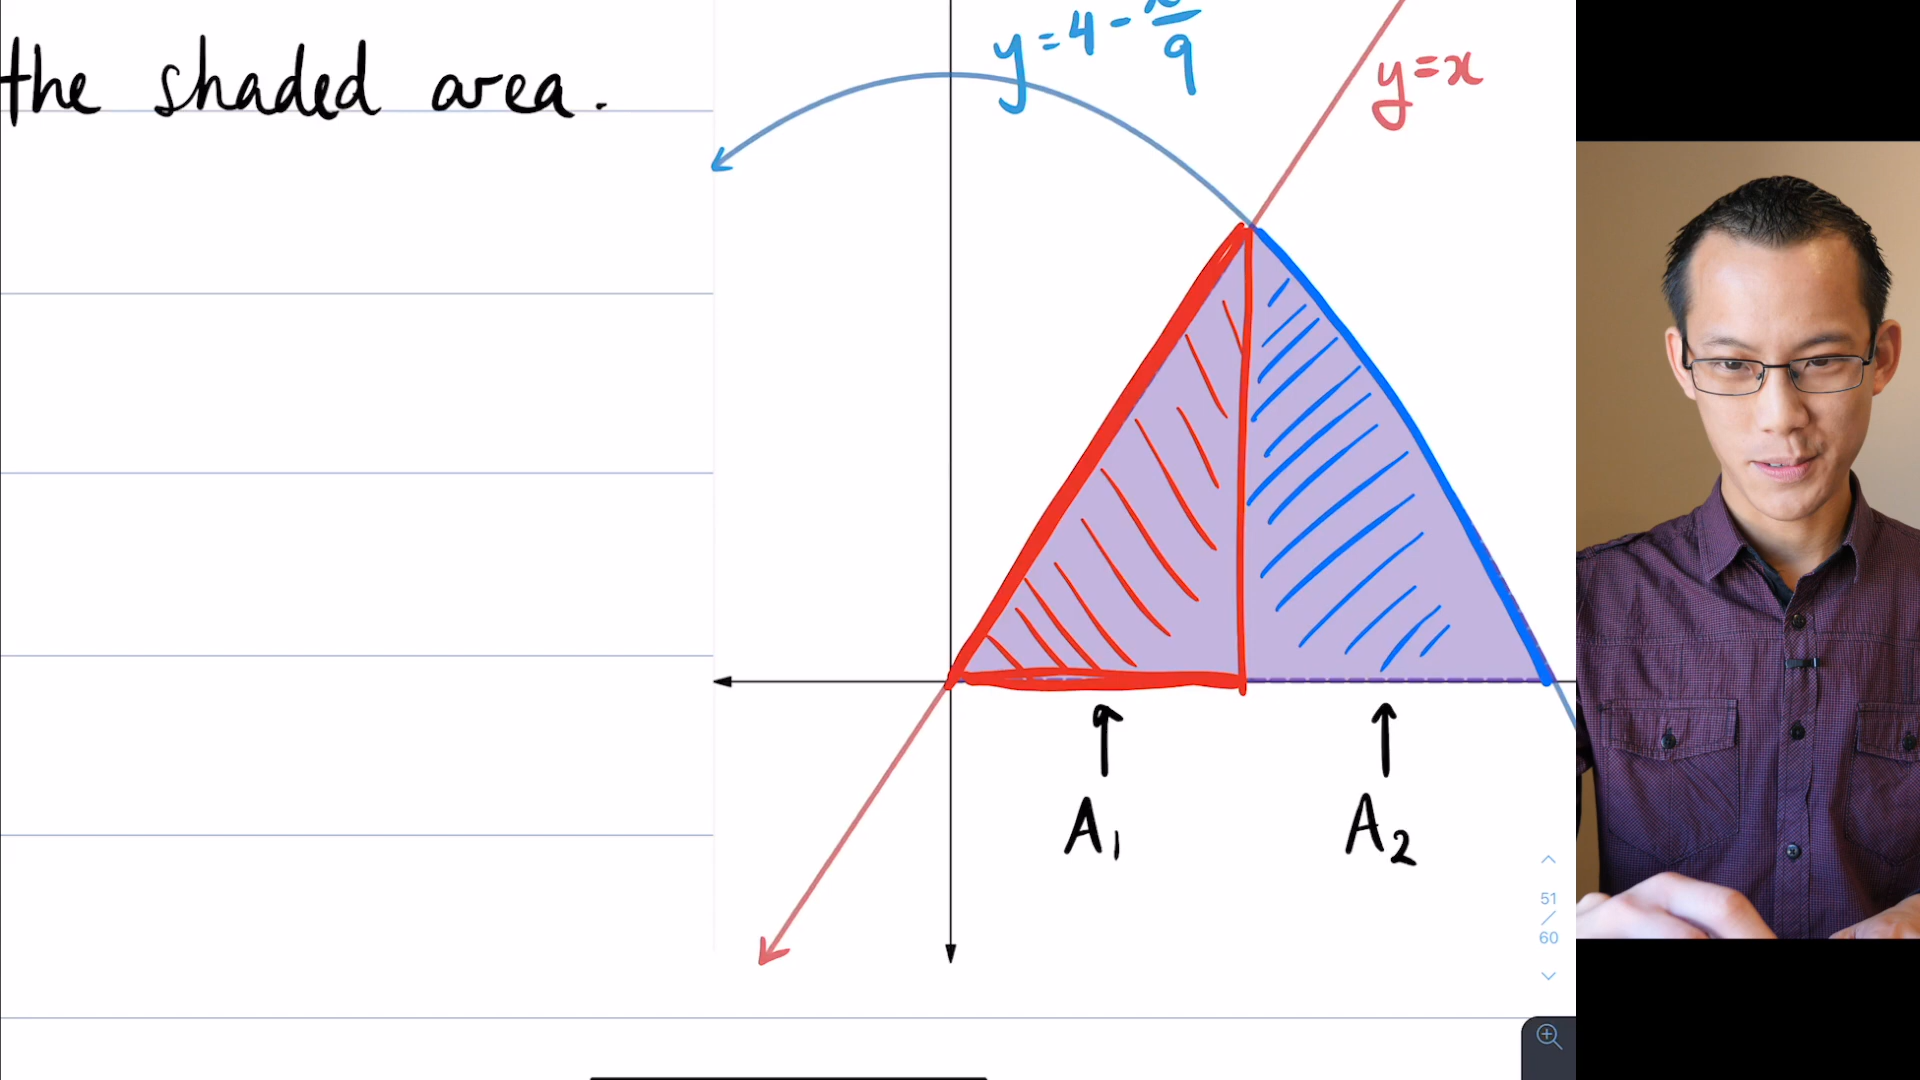 the shaded area.
y=4-
9
y=x
A1
A2
51
/
60